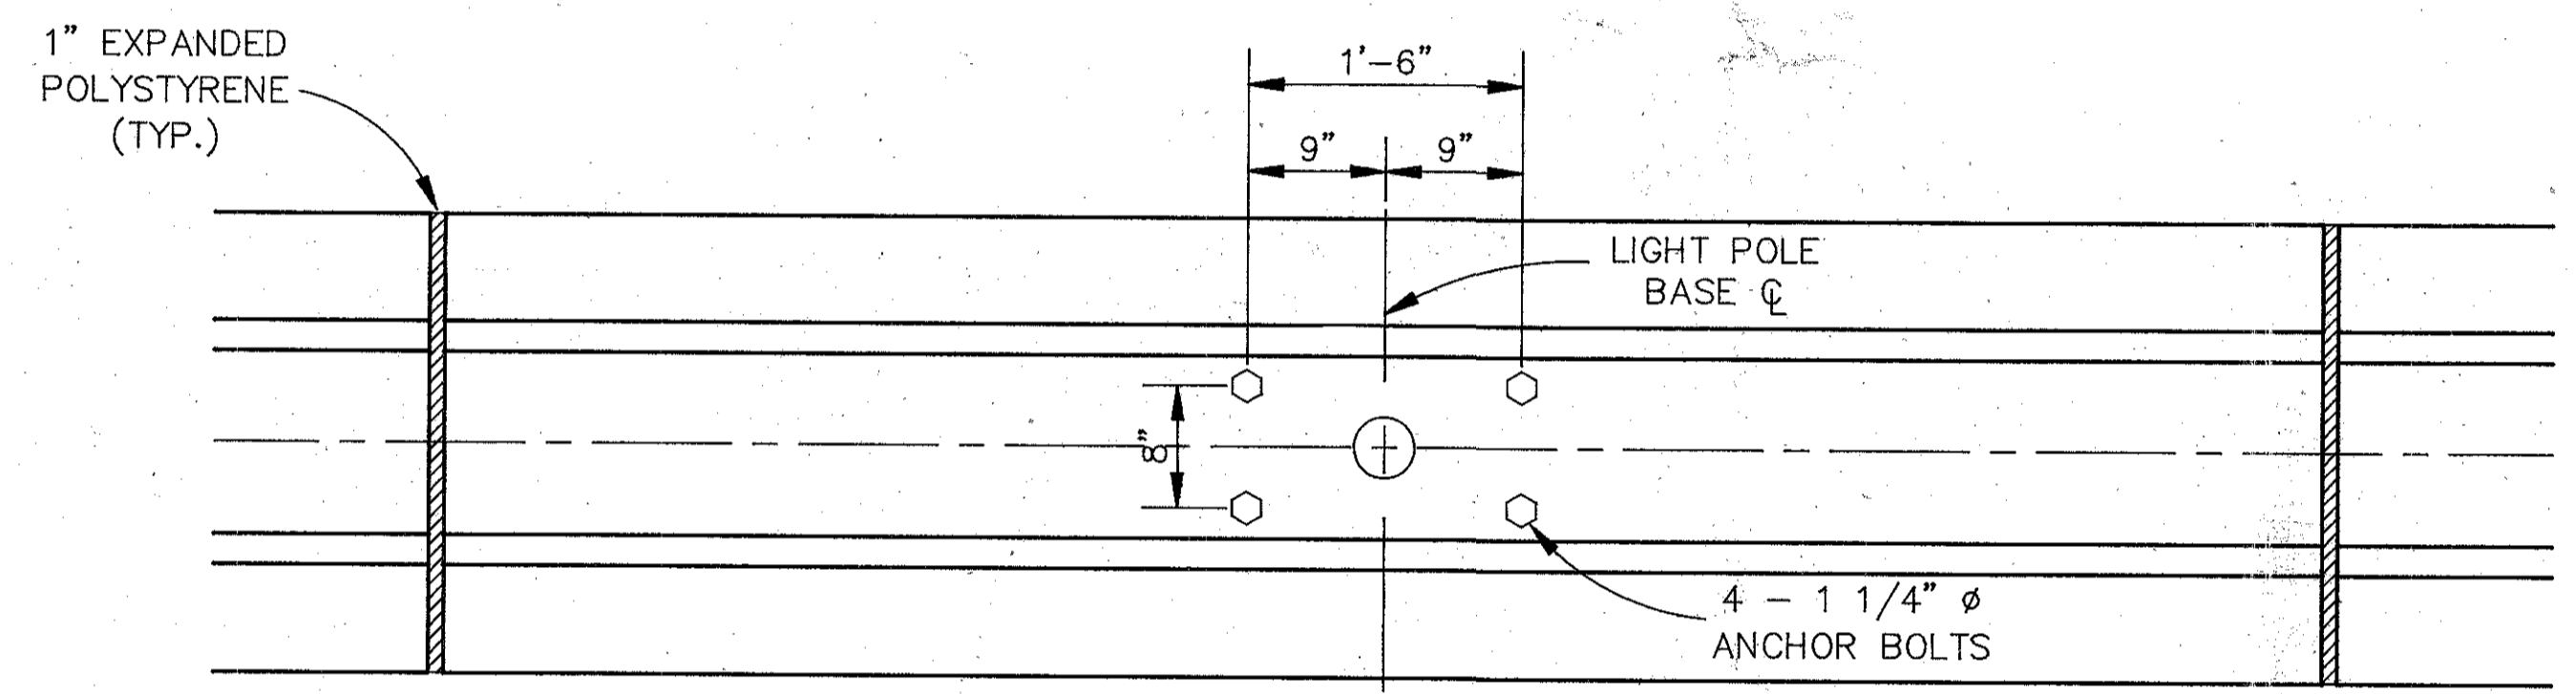 1" EXPANDED
POLYSTYRENE
(TYP.)
1'-6"
9"
9"
LIGHT POLE
BASE ℄
8"
4 - 1 1/4" ø
ANCHOR BOLTS